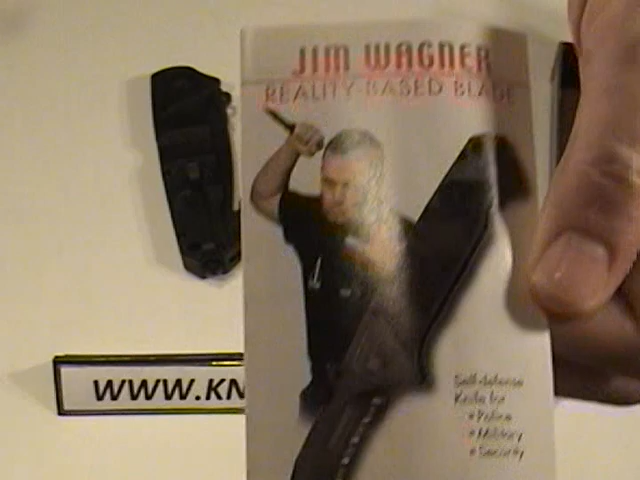 JIM WAGNER
REALITY-BASED BLADE
Self-defense
Knife for
• Police
• Military
• Security
WWW.KN